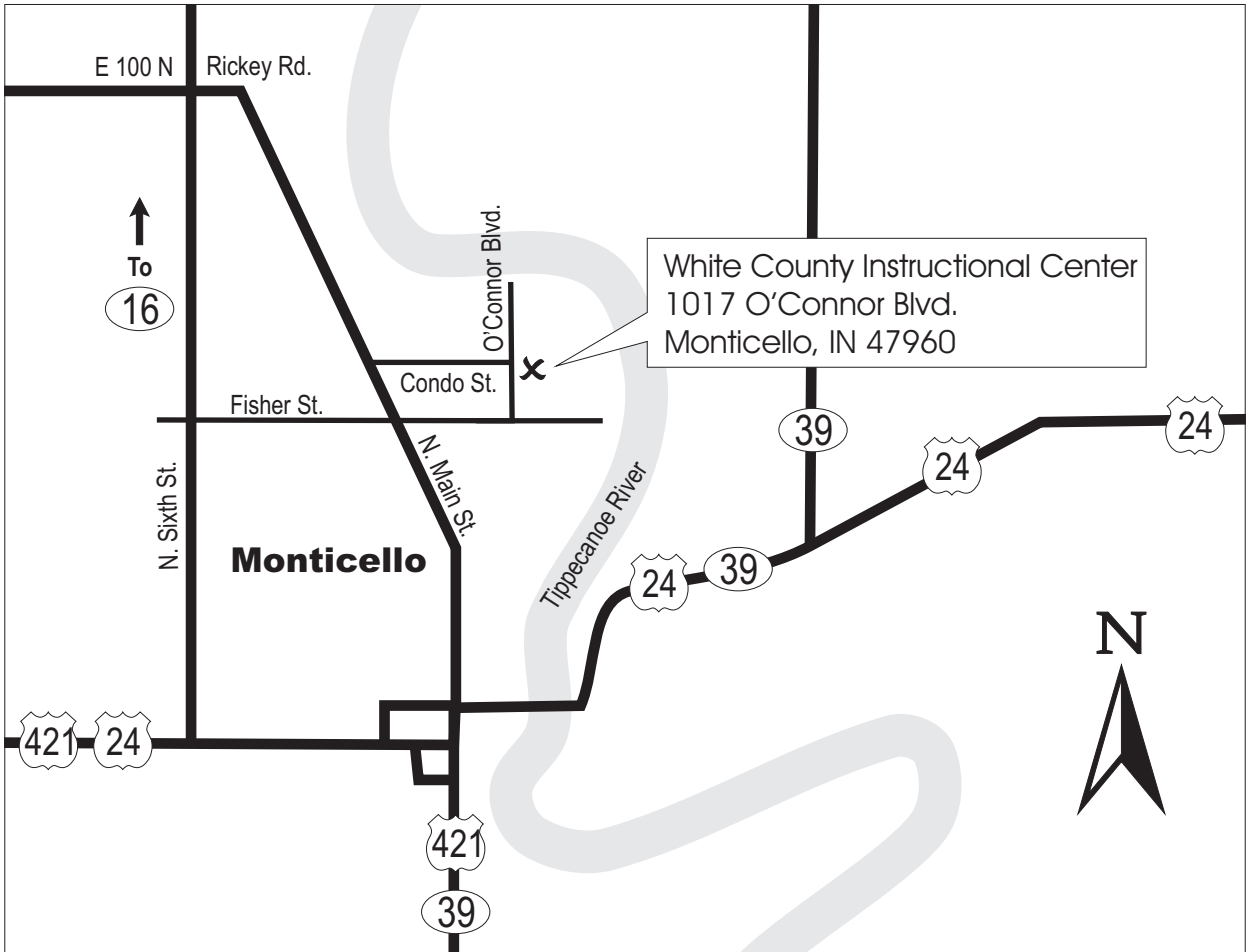 E 100 N
Rickey Rd.
To
16
O'Connor Blvd.
White County Instructional Center
1017 O'Connor Blvd.
Monticello, IN 47960
Condo St.
Fisher St.
39
24
24
N. Main St.
N. Sixth St.
Monticello
Tippecanoe River
24
39
N
421
24
421
39